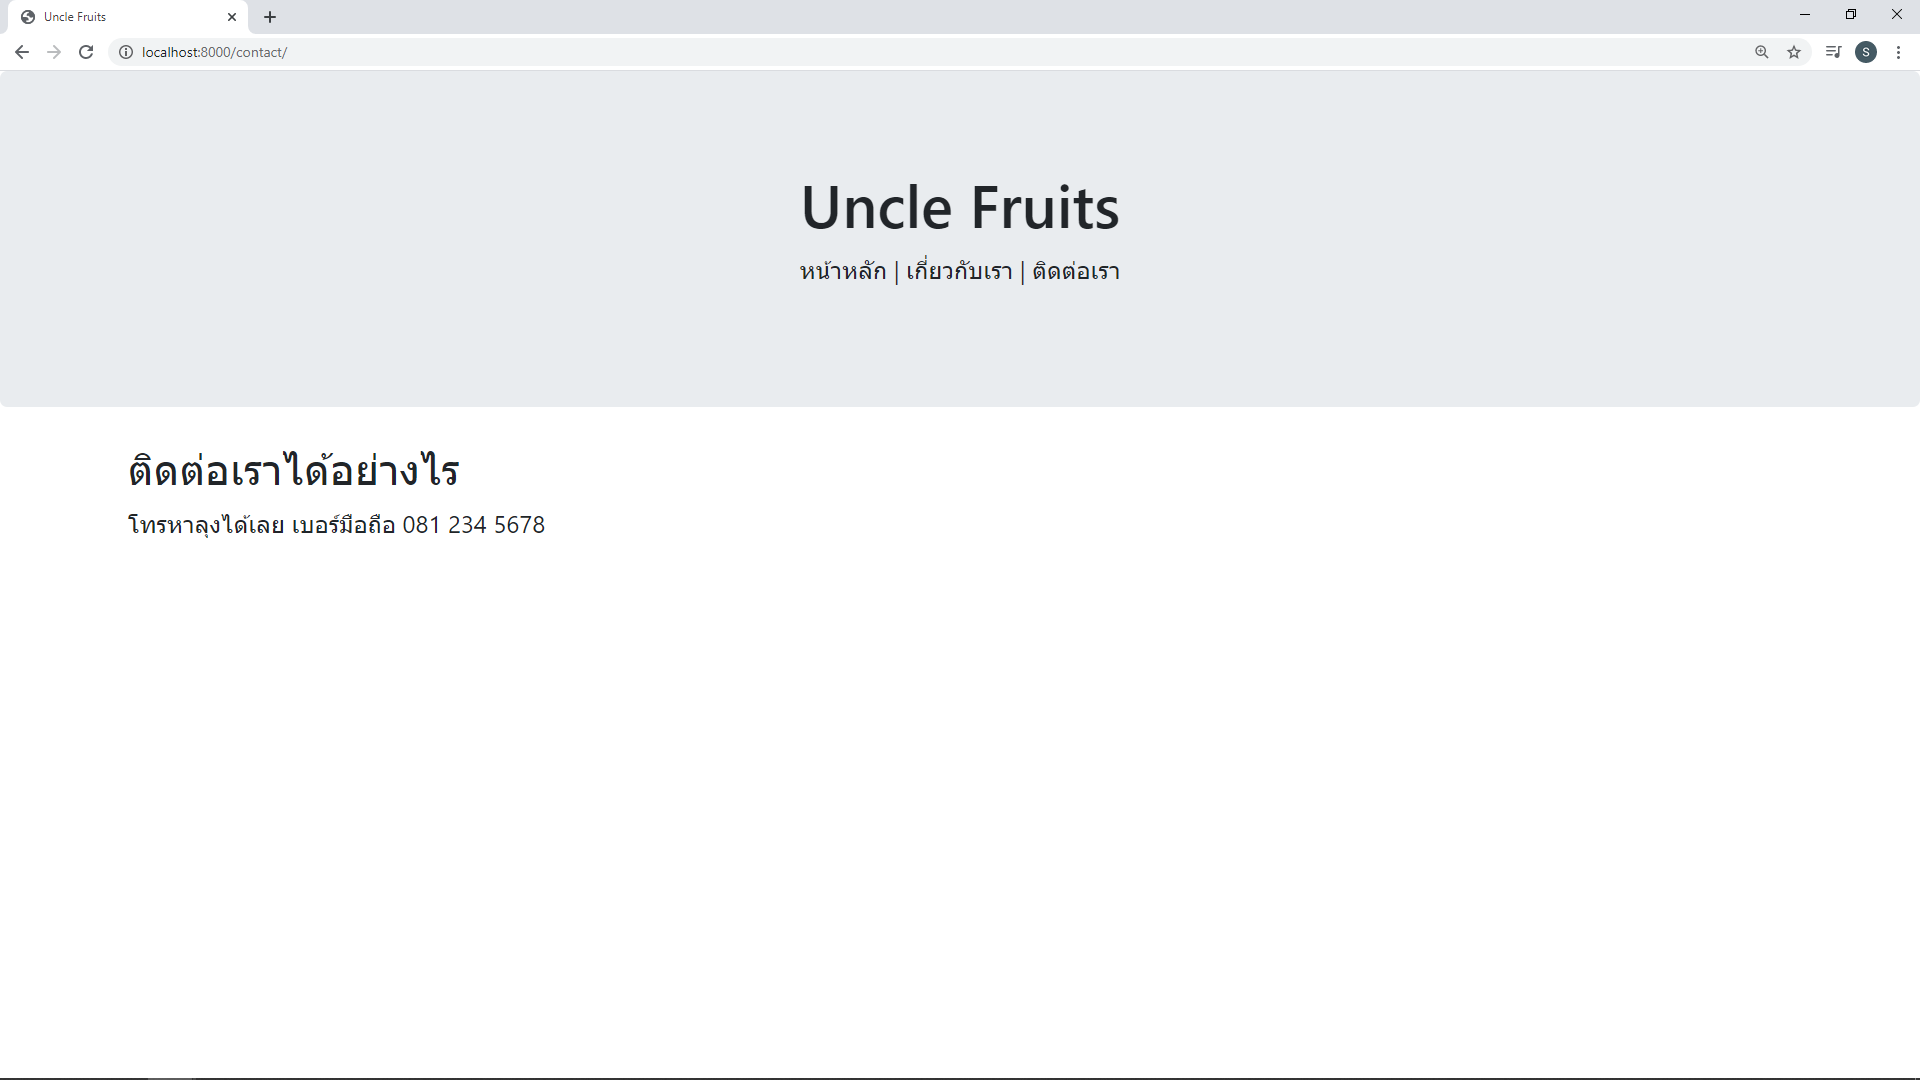 Uncle Fruits
localhost:8000/contact/
S
Uncle Fruits
หน้าหลัก | เกี่ยวกับเรา | ติดต่อเรา
ติดต่อเราได้อย่างไร
โทรหาลุงได้เลย เบอร์มือถือ 081 234 5678